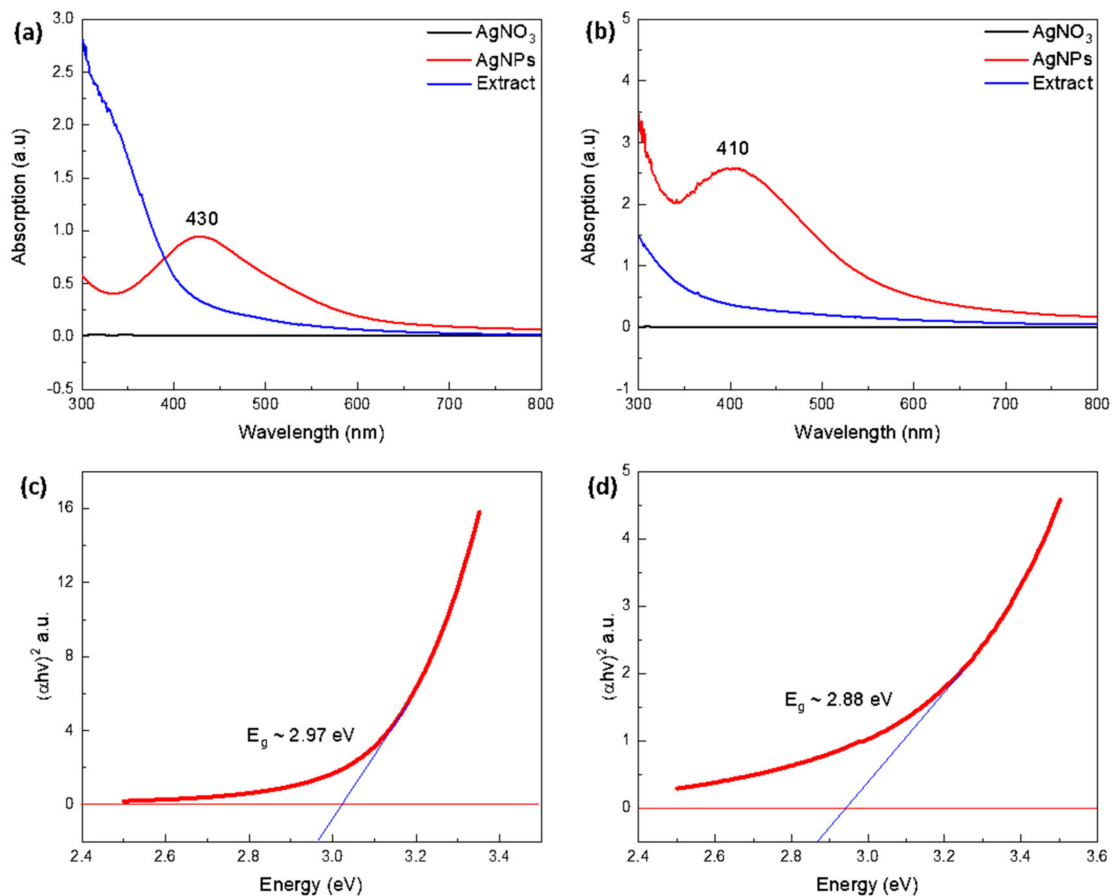 (a)
AgNO₃
AgNPs
Extract
430
3.0
2.5
2.0
1.5
1.0
0.5
0.0
-0.5
Absorption (a.u)
300 400 500 600 700 800
Wavelength (nm)
(b)
AgNO₃
AgNPs
Extract
410
5
4
3
2
1
0
-1
Absorption (a.u)
300 400 500 600 700 800
Wavelength (nm)
(c)
E_g ~ 2.97 eV
16
12
8
4
0
(αhv)² a.u.
2.4 2.6 2.8 3.0 3.2 3.4
Energy (eV)
(d)
E_g ~ 2.88 eV
5
4
3
2
1
0
(αhv)² a.u.
2.4 2.6 2.8 3.0 3.2 3.4 3.6
Energy (eV)